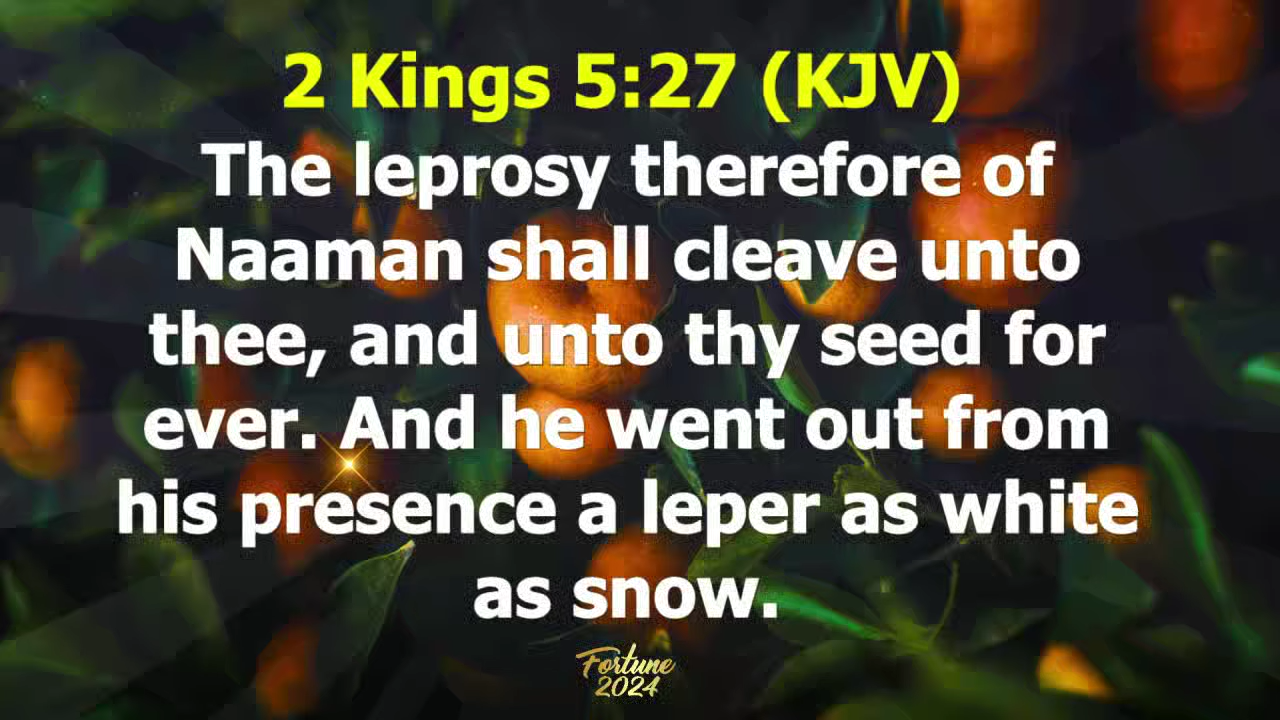 2 Kings 5:27 (KJV)
The leprosy therefore of
Naaman shall cleave unto
thee, and unto thy seed for
ever. And he went out from
his presence a leper as white
as snow.
Fortune
2024